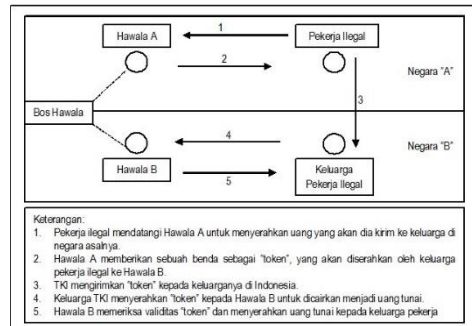 Hawala A
1
Pekerja Ilegal
2
Negara "A"
Bos Hawala
3
4
Negara "B"
Hawala B
5
Keluarga
Pekerja Ilegal
Keterangan:
1. Pekerja ilegal mendatangi Hawala A untuk menyerahkan uang yang akan dia kirim ke keluarga di
negara asalnya.
2. Hawala A memberikan sebuah benda sebagai "token", yang akan diserahkan oleh keluarga
pekerja ilegal ke Hawala B.
3. TKI mengirimkan "token" kepada keluarganya di Indonesia.
4. Keluarga TKI menyerahkan "token" kepada Hawala B untuk dicairkan menjadi uang tunai.
5. Hawala B memeriksa validitas "token" dan menyerahkan uang tunai kepada keluarga pekerja